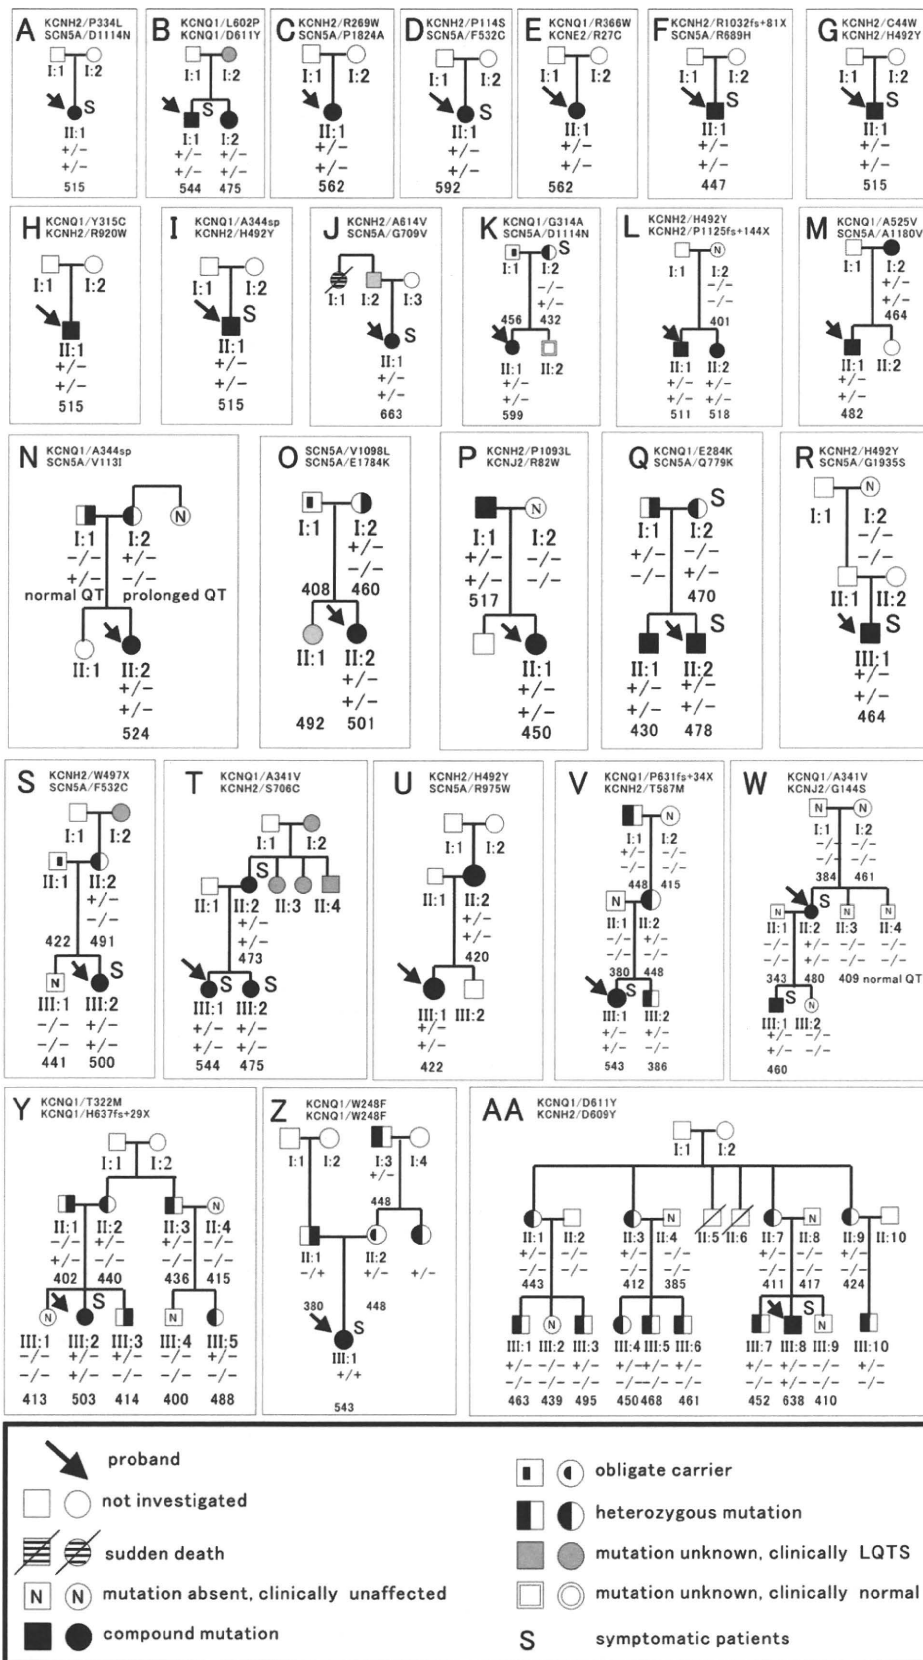 A KCNH2/P334L
SCN5A/D1114N
I:1 I:2
S
II:1
+/−
+/−
515
B KCNQ1/L602P
KCNQ1/D611Y
I:1 I:2
S
I:1 I:2
+/− +/−
+/− +/−
544 475
C KCNH2/R269W
SCN5A/P1824A
I:1 I:2
II:1
+/−
+/−
562
D KCNH2/P114S
SCN5A/F532C
I:1 I:2
S
II:1
+/−
+/−
592
E KCNQ1/R366W
KCNE2/R27C
I:1 I:2
II:1
+/−
+/−
562
F KCNH2/R1032fs+81X
SCN5A/R689H
I:1 I:2
S
II:1
+/−
+/−
447
G KCNH2/C44W
KCNH2/H492Y
I:1 I:2
S
II:1
+/−
+/−
515
H KCNQ1/Y315C
KCNH2/R920W
I:1 I:2
II:1
+/−
+/−
515
I KCNQ1/A344sp
KCNH2/H492Y
I:1 I:2
S
II:1
+/−
+/−
515
J KCNH2/A614V
SCN5A/G709V
I:1 I:2 I:3
S
II:1
+/−
+/−
663
K KCNQ1/G314A
SCN5A/D1114N
S
I:1 I:2
−/−
+/−
456 432
II:1 II:2
+/−
+/−
599
L KCNH2/H492Y
KCNH2/P1125fs+144X
N
I:1 I:2
−/−
−/−
401
II:1 II:2
+/− +/−
+/− +/−
511 518
M KCNQ1/A525V
SCN5A/A1180V
I:1 I:2
+/−
+/−
464
II:1 II:2
+/−
+/−
482
N KCNQ1/A344sp
SCN5A/V113I
N
I:1 I:2
−/− +/−
+/− −/−
normal QT prolonged QT
II:1 II:2
+/−
+/−
524
O SCN5A/V1098L
SCN5A/E1784K
I:1 I:2
+/−
−/−
408 460
II:1 II:2
+/−
+/−
492 501
P KCNH2/P1093L
KCNJ2/R82W
N
I:1 I:2
+/− −/−
+/− −/−
517
II:1
+/−
+/−
450
Q KCNQ1/E284K
SCN5A/Q779K
S
I:1 I:2
+/− −/−
−/− +/−
470
S
II:1 II:2
+/− +/−
+/− +/−
430 478
R KCNH2/H492Y
SCN5A/G1935S
N
I:1 I:2
−/−
−/−
II:1 II:2
S
III:1
+/−
+/−
464
S KCNH2/W497X
SCN5A/F532C
I:1 I:2
II:1 II:2
+/−
−/−
422 491
N S
III:1 III:2
−/− +/−
−/− +/−
441 500
T KCNQ1/A341V
KCNH2/S706C
I:1 I:2
S
II:1 II:2 II:3 II:4
+/−
+/−
473
S S
III:1 III:2
+/− +/−
+/− +/−
544 475
U KCNH2/H492Y
SCN5A/R975W
I:1 I:2
II:1 II:2
+/−
+/−
420
III:1 III:2
+/−
+/−
422
V KCNQ1/P631fs+34X
KCNH2/T587M
N
I:1 I:2
+/− −/−
−/− −/−
448 415
N
II:1 II:2
−/− +/−
−/− −/−
380 448
S
III:1 III:2
+/− +/−
+/− −/−
543 386
W KCNQ1/A341V
KCNJ2/G144S
N N
I:1 I:2
−/− −/−
−/− −/−
384 461
N S N N
II:1 II:2 II:3 II:4
−/− +/− −/− −/−
−/− +/− −/− −/−
343 480 409 normal QT
S N
III:1 III:2
+/− −/−
+/− −/−
460
Y KCNQ1/T322M
KCNQ1/H637fs+29X
I:1 I:2
N
II:1 II:2 II:3 II:4
−/− +/− −/− −/−
+/− −/− +/− −/−
402 440 436 415
N S N
III:1 III:2 III:3 III:4 III:5
−/− +/− +/− −/− +/−
−/− +/− −/− −/− −/−
413 503 414 400 488
Z KCNQ1/W248F
KCNQ1/W248F
I:1 I:2 I:3 I:4
+/−
448
II:1 II:2
−/+ +/− +/−
380 448
S
III:1
+/+
543
AA KCNQ1/D611Y
KCNH2/D609Y
I:1 I:2
N N
II:1 II:2 II:3 II:4 II:5 II:6 II:7 II:8 II:9 II:10
+/− +/− −/− +/− −/− +/−
−/− −/− −/− −/− −/− −/−
443 412 385 411 417 424
N S N
III:1 III:2 III:3 III:4 III:5 III:6 III:7 III:8 III:9 III:10
+/− −/− +/− +/− +/− +/− +/− +/− −/− +/−
−/− −/− −/− −/− −/− −/− −/− +/− −/− −/−
463 439 495 450 468 461 452 638 410
proband
not investigated
sudden death
N N mutation absent, clinically unaffected
compound mutation
obligate carrier
heterozygous mutation
mutation unknown, clinically LQTS
mutation unknown, clinically normal
S symptomatic patients